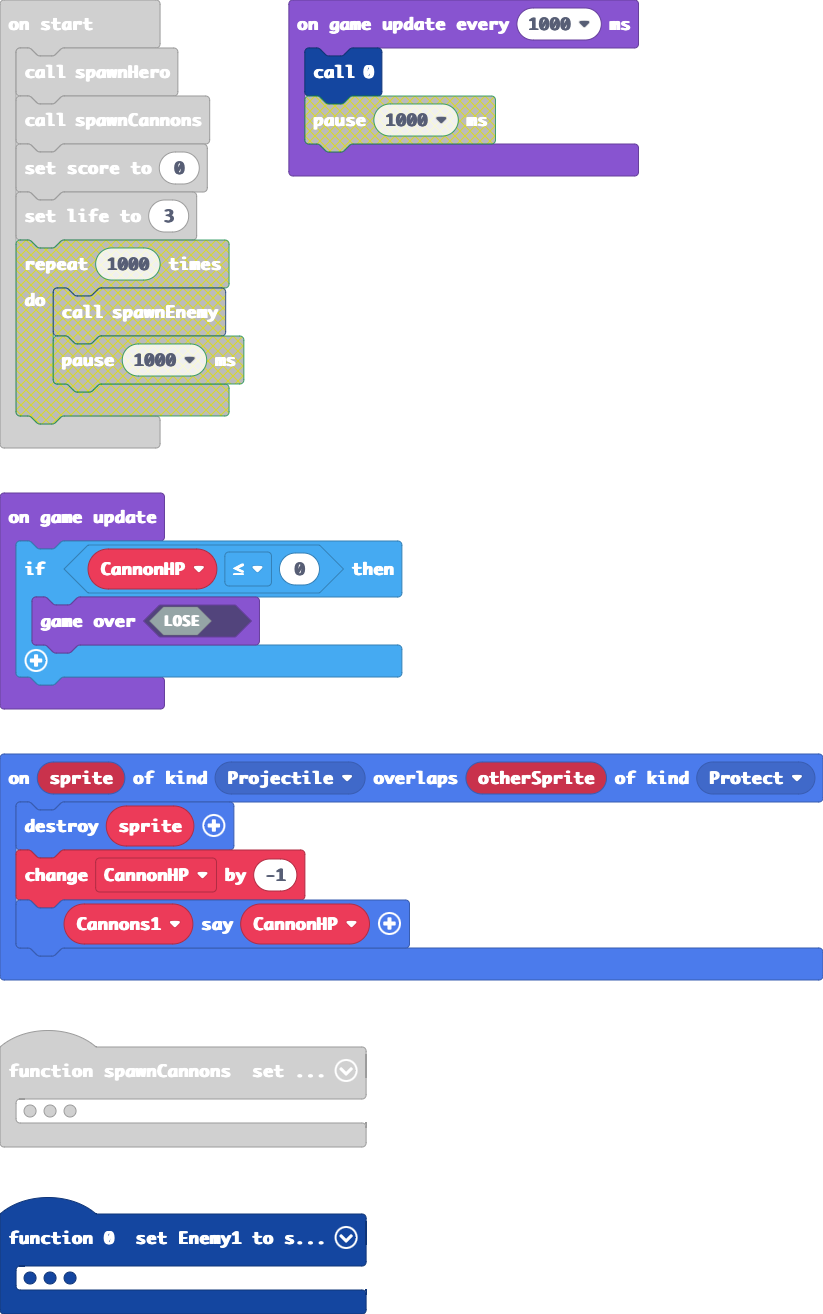 on start
call spawnHero
call spawnCannons
set score to 0
set life to 3
repeat 1000 times
do
call spawnEnemy
pause 1000 ms
on game update every 1000 ms
call 0
pause 1000 ms
on game update
if CannonHP ≤ 0 then
game over LOSE
on sprite of kind Projectile overlaps otherSprite of kind Protect
destroy sprite
change CannonHP by -1
Cannons1 say CannonHP
function spawnCannons set ...
function 0 set Enemy1 to s...